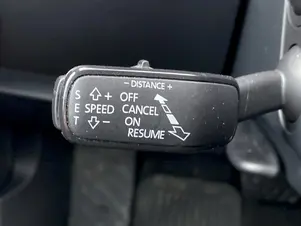 − DISTANCE +
S ⇧ + OFF
E SPEED CANCEL
T ⇩ − ON
RESUME